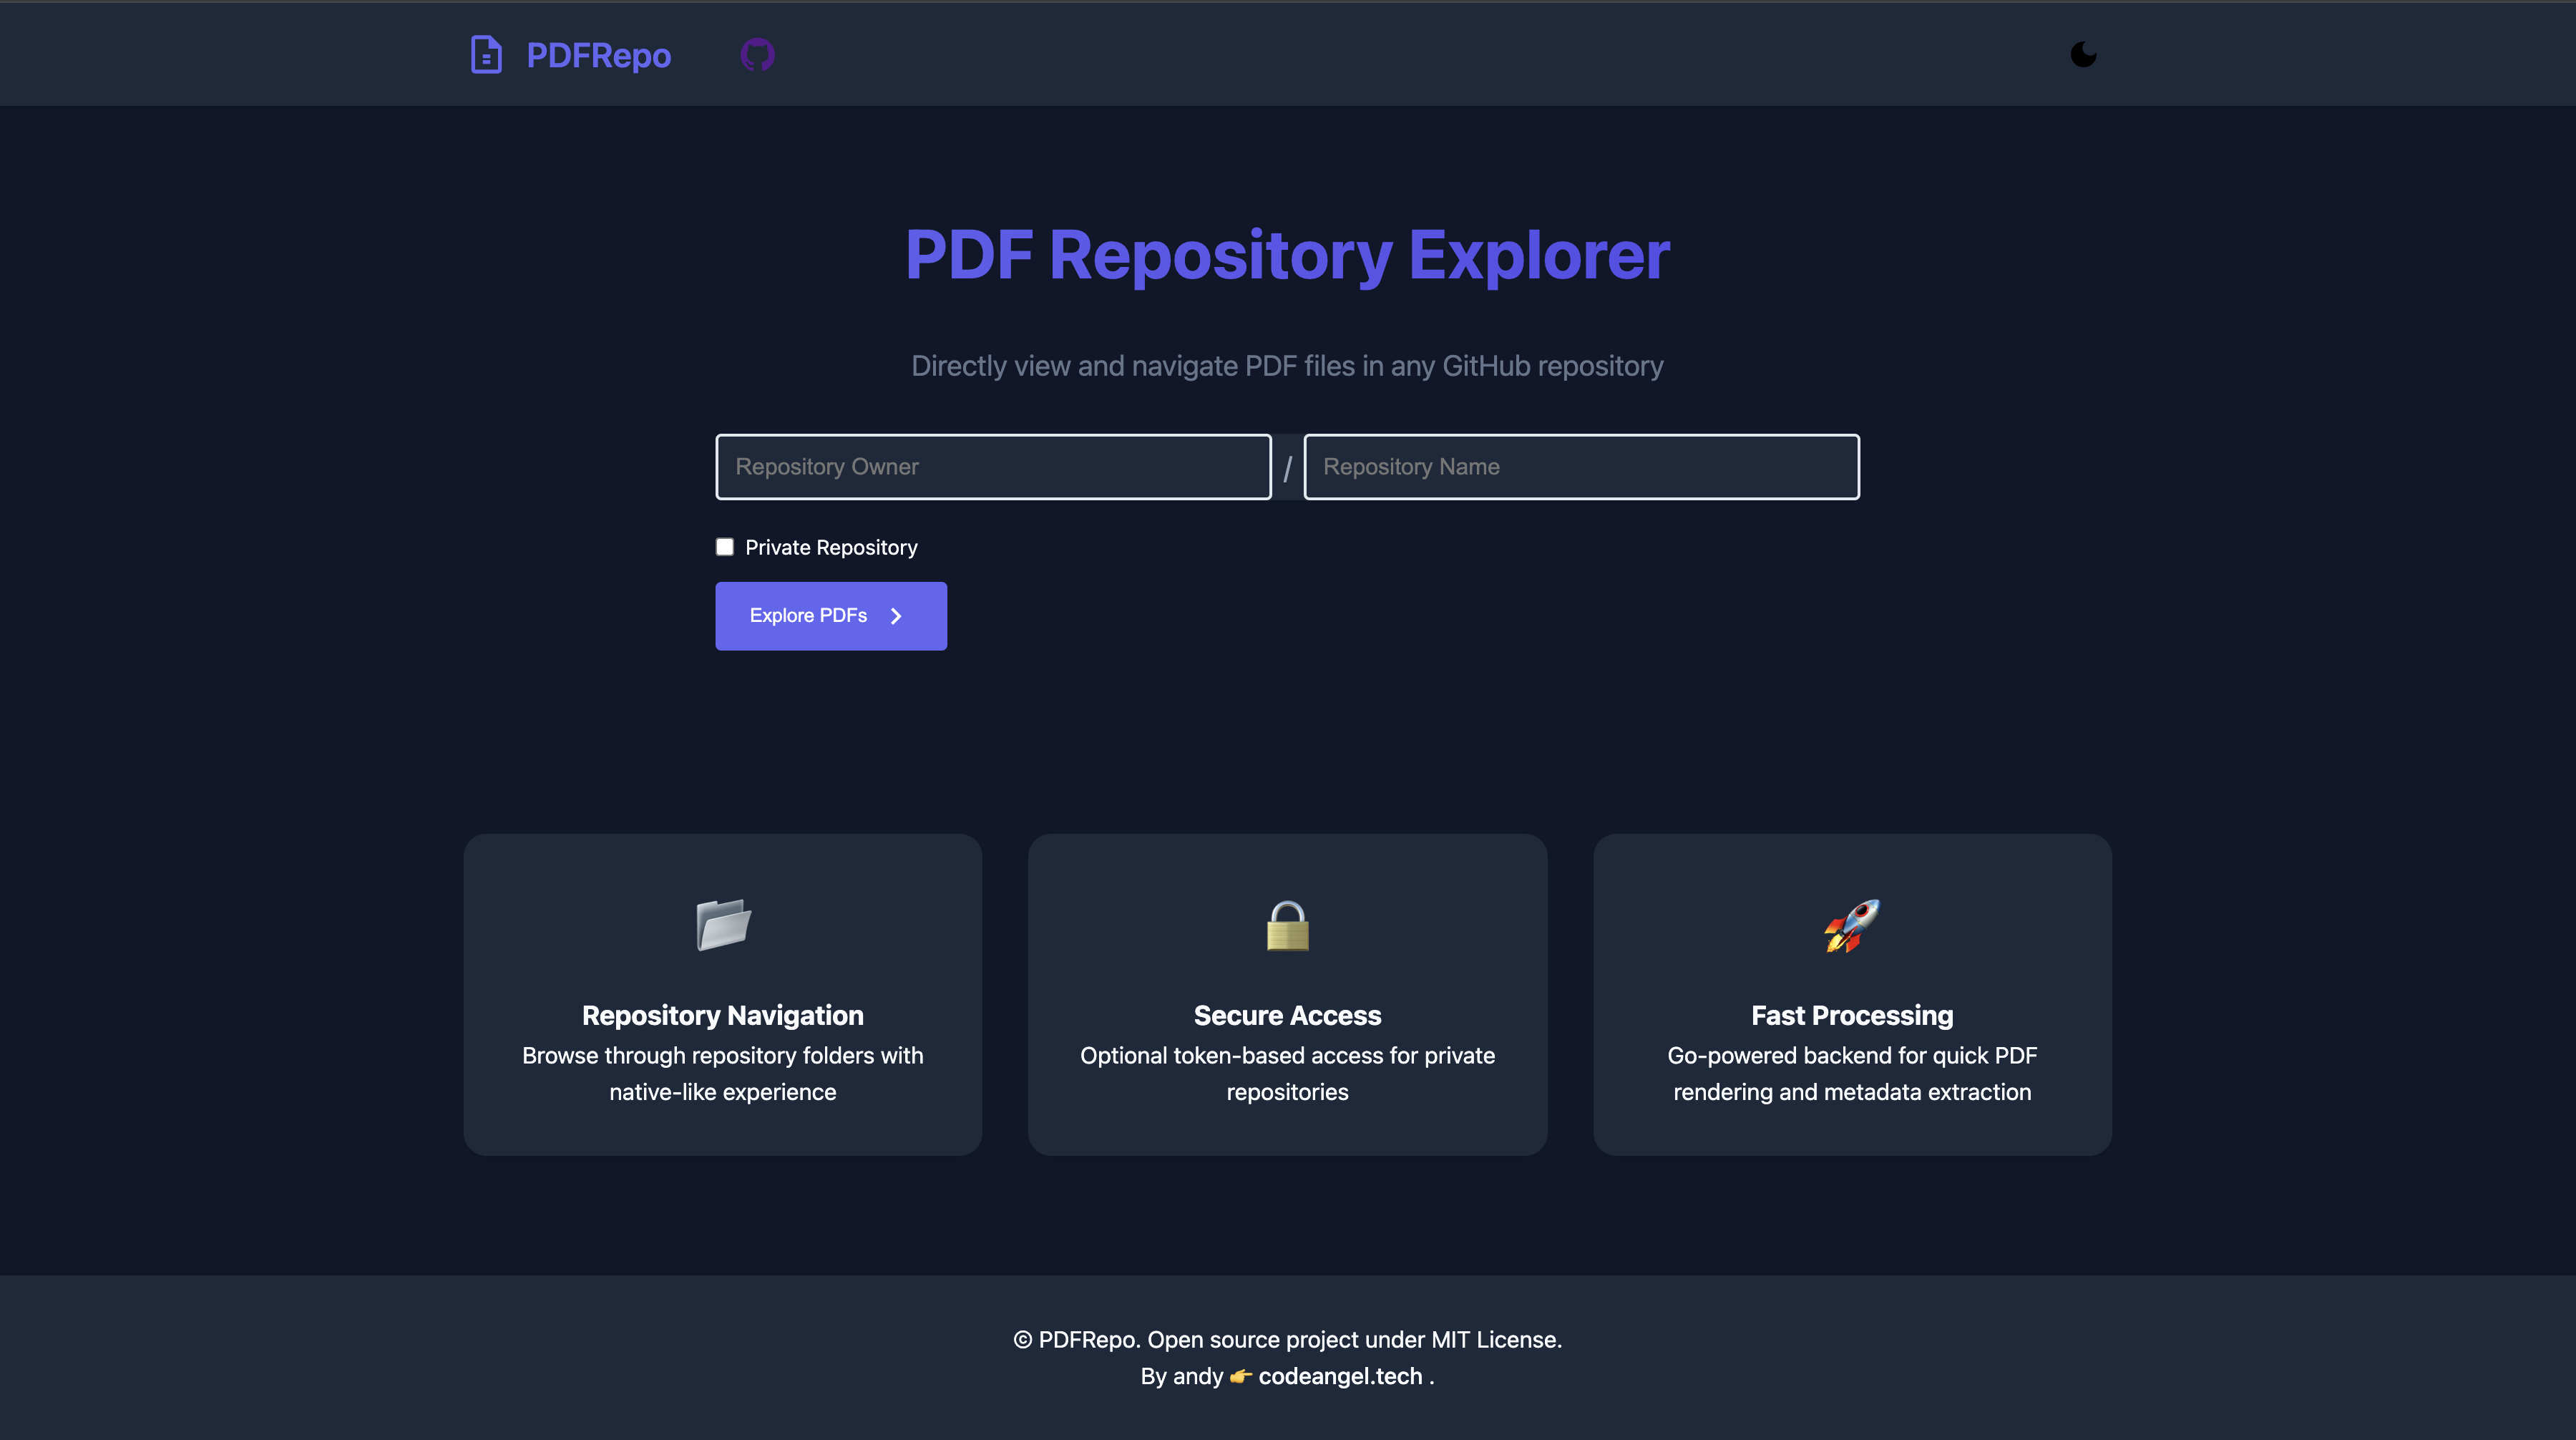 PDFRepo
PDF Repository Explorer
Directly view and navigate PDF files in any GitHub repository
Repository Owner / Repository Name
Private Repository
Explore PDFs
Repository Navigation
Browse through repository folders with
native-like experience
Secure Access
Optional token-based access for private
repositories
Fast Processing
Go-powered backend for quick PDF
rendering and metadata extraction
© PDFRepo. Open source project under MIT License.
By andy 👉 codeangel.tech .